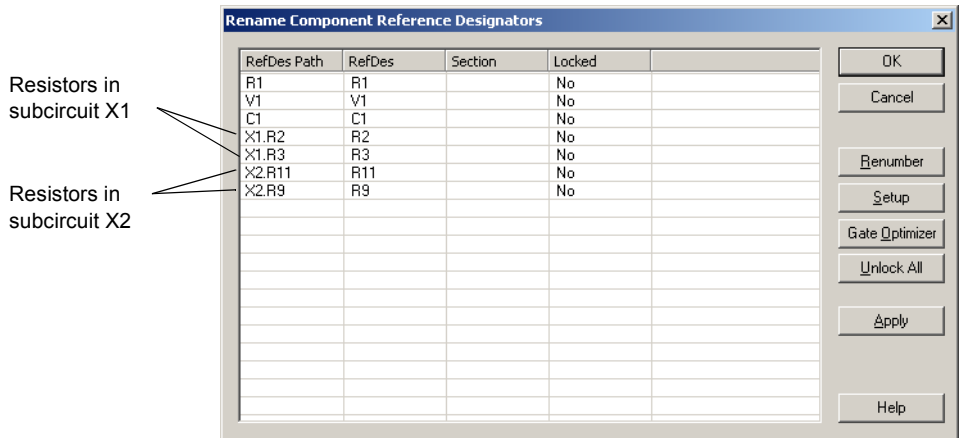 Rename Component Reference Designators
RefDes Path RefDes Section Locked
R1 R1 No
V1 V1 No
C1 C1 No
X1.R2 R2 No
X1.R3 R3 No
X2.R11 R11 No
X2.R9 R9 No
Resistors in
subcircuit X1
Resistors in
subcircuit X2
OK
Cancel
Renumber
Setup
Gate Optimizer
Unlock All
Apply
Help